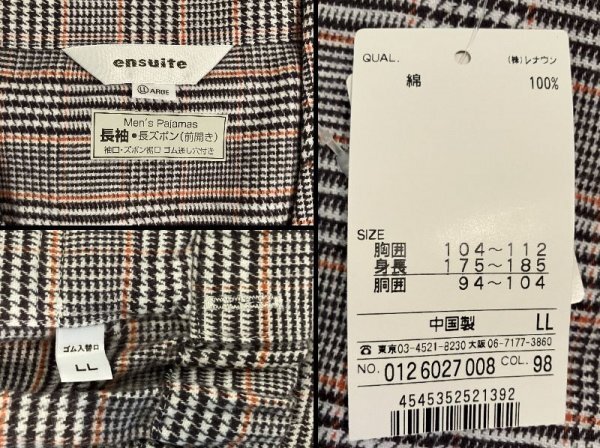 ensuite
LL ARGE
Men's Pajamas
長袖・長ズボン(前開き)
袖口・ズボン裾口 ゴム通し穴付き
ゴム入替口
LL
QUAL.
(株)レナウン
綿 100%
SIZE
胸囲 104〜112
身長 175〜185
胴囲 94〜104
中国製 LL
☎東京03-4521-8230 大阪06-7177-3860
NO. 0126027008 COL. 98
4545352521392